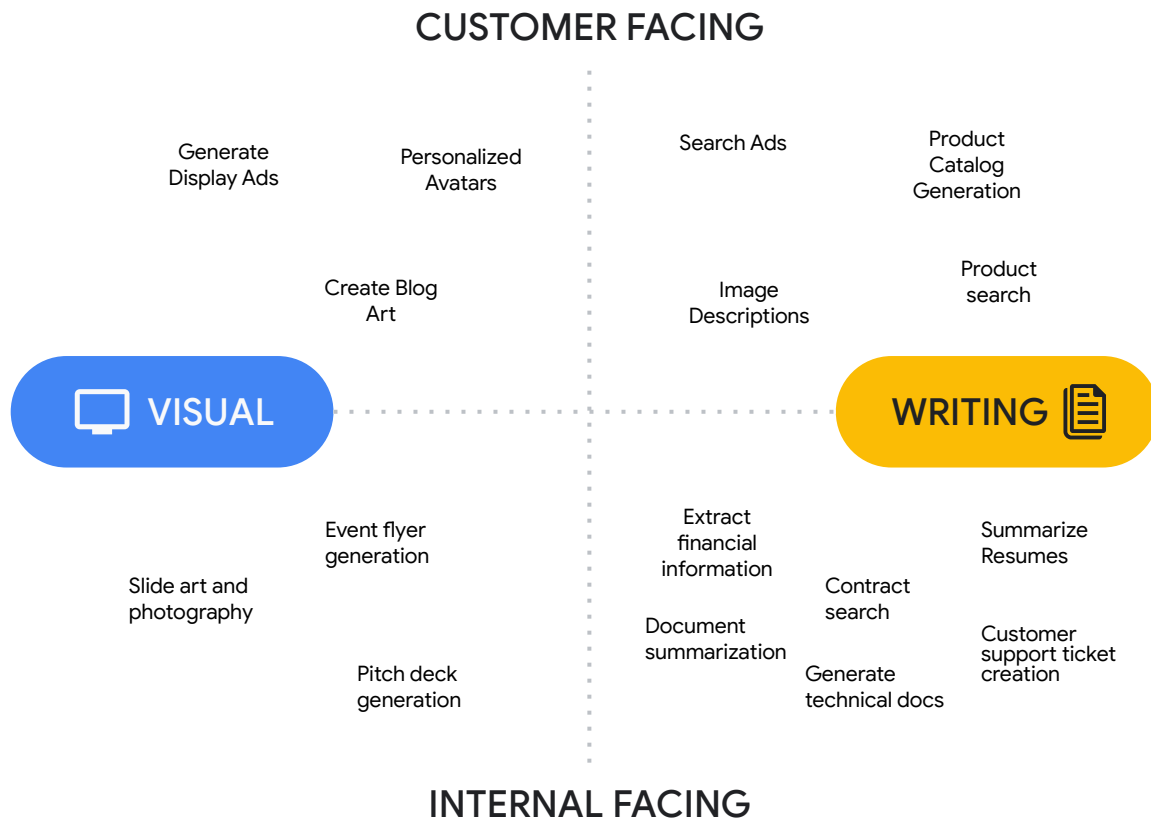 CUSTOMER FACING
Generate
Display Ads
Personalized
Avatars
Search Ads
Product
Catalog
Generation
Create Blog
Art
Image
Descriptions
Product
search
VISUAL
WRITING
Event flyer
generation
Slide art and
photography
Pitch deck
generation
Extract
financial
information
Summarize
Resumes
Contract
search
Document
summarization
Customer
support ticket
creation
Generate
technical docs
INTERNAL FACING